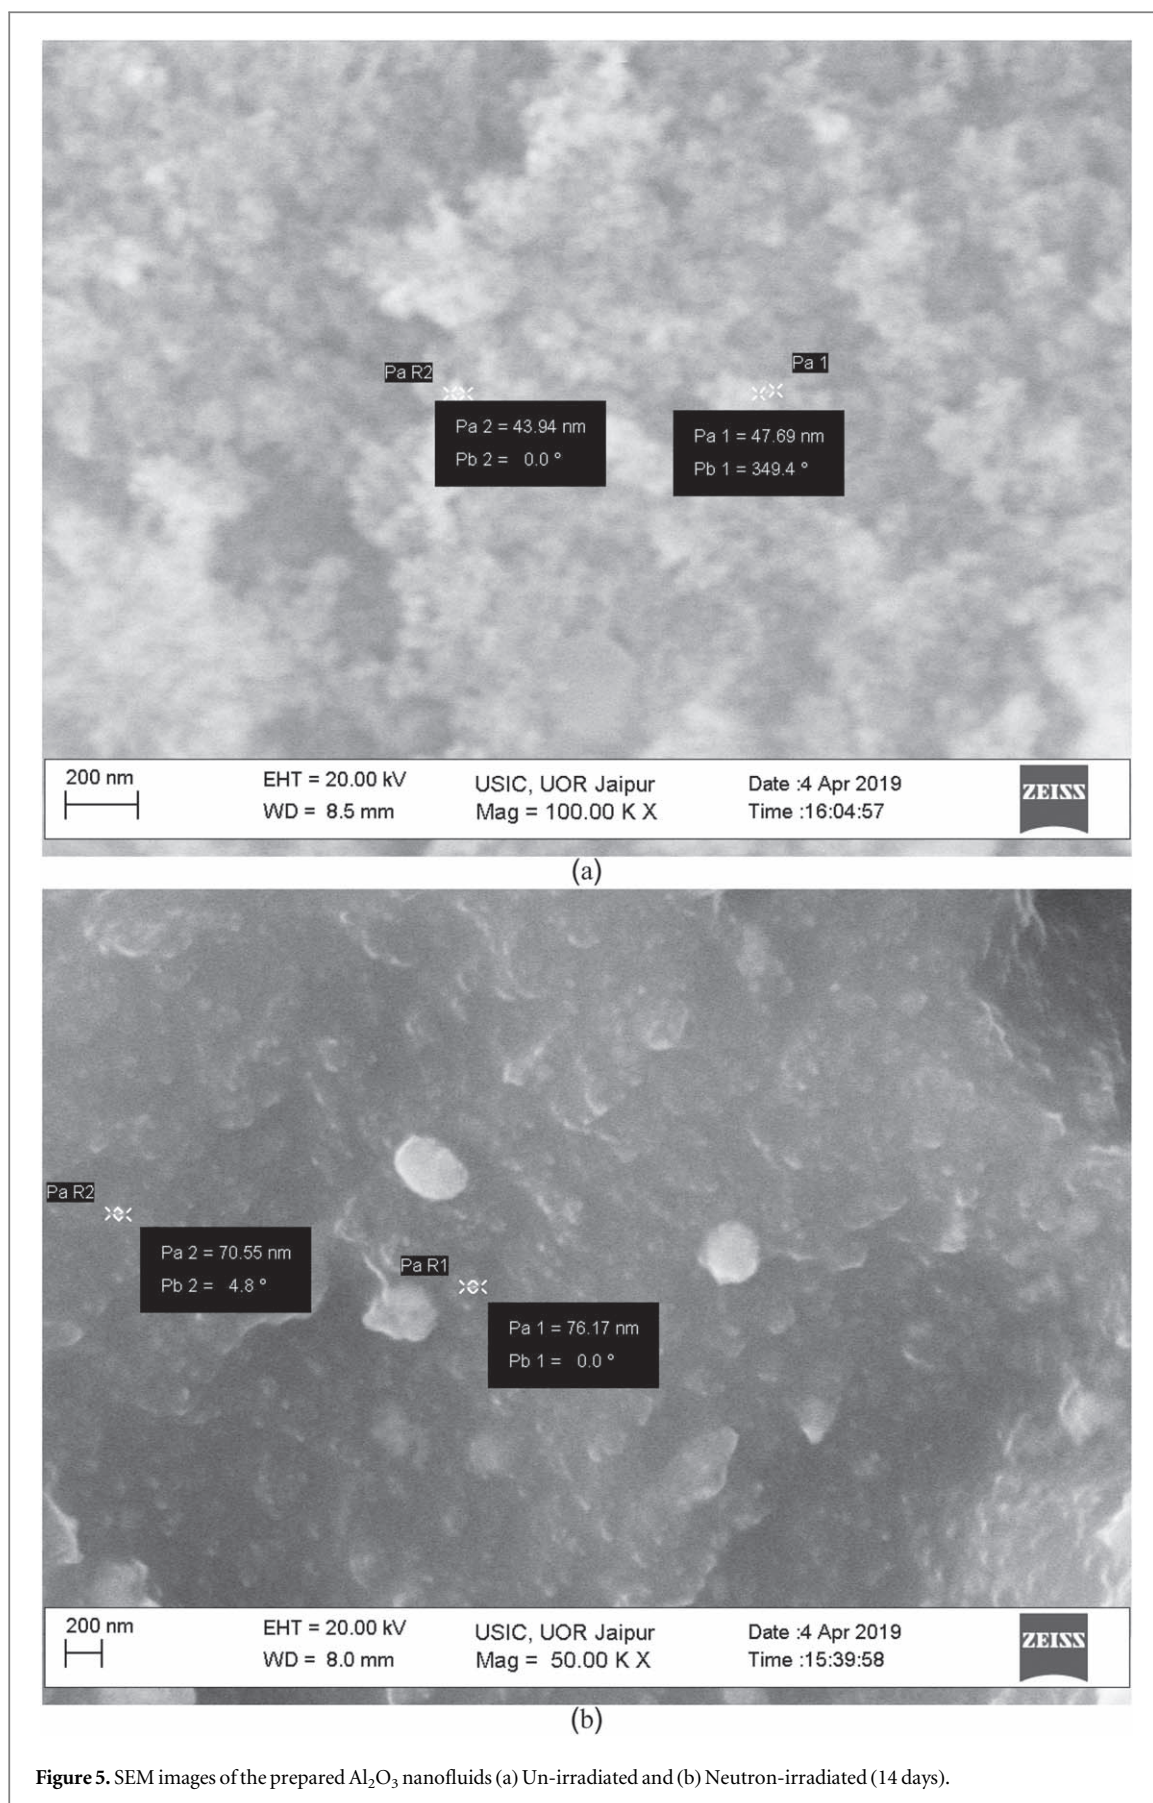 Pa R2
Pa 1
Pa 2 = 43.94 nm
Pb 2 = 0.0 °
Pa 1 = 47.69 nm
Pb 1 = 349.4 °
200 nm
EHT = 20.00 kV
WD = 8.5 mm
USIC, UOR Jaipur
Mag = 100.00 K X
Date :4 Apr 2019
Time :16:04:57
ZEISS
(a)
Pa R2
Pa 2 = 70.55 nm
Pb 2 = 4.8 °
Pa R1
Pa 1 = 76.17 nm
Pb 1 = 0.0 °
200 nm
EHT = 20.00 kV
WD = 8.0 mm
USIC, UOR Jaipur
Mag = 50.00 K X
Date :4 Apr 2019
Time :15:39:58
ZEISS
(b)
Figure 5. SEM images of the prepared Al₂O₃ nanofluids (a) Un-irradiated and (b) Neutron-irradiated (14 days).